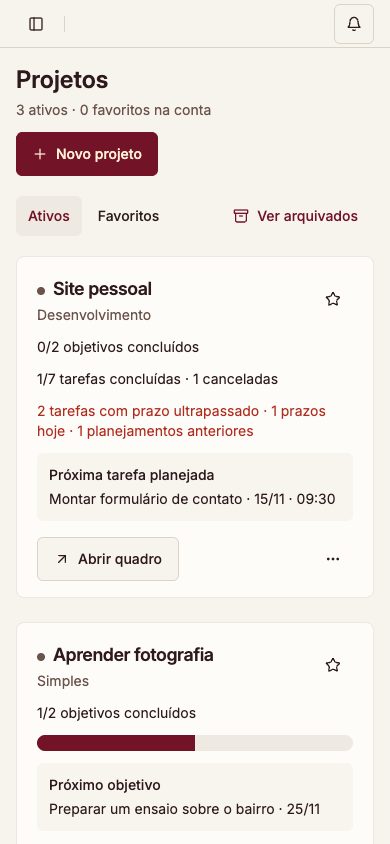 Projetos
3 ativos · 0 favoritos na conta
Novo projeto
Ativos
Favoritos
Ver arquivados
Site pessoal
Desenvolvimento
0/2 objetivos concluídos
1/7 tarefas concluídas · 1 canceladas
2 tarefas com prazo ultrapassado · 1 prazos
hoje · 1 planejamentos anteriores
Próxima tarefa planejada
Montar formulário de contato · 15/11 · 09:30
Abrir quadro
Aprender fotografia
Simples
1/2 objetivos concluídos
Próximo objetivo
Preparar um ensaio sobre o bairro · 25/11